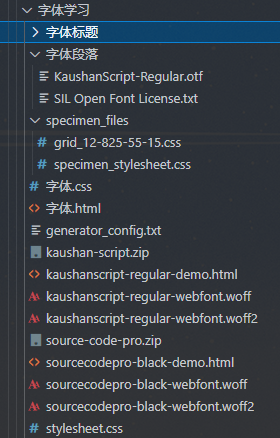 字体学习
字体标题
字体段落
KaushanScript-Regular.otf
SIL Open Font License.txt
specimen_files
grid_12-825-55-15.css
specimen_stylesheet.css
字体.css
字体.html
generator_config.txt
kaushan-script.zip
kaushanscript-regular-demo.html
kaushanscript-regular-webfont.woff
kaushanscript-regular-webfont.woff2
source-code-pro.zip
sourcecodepro-black-demo.html
sourcecodepro-black-webfont.woff
sourcecodepro-black-webfont.woff2
stylesheet.css